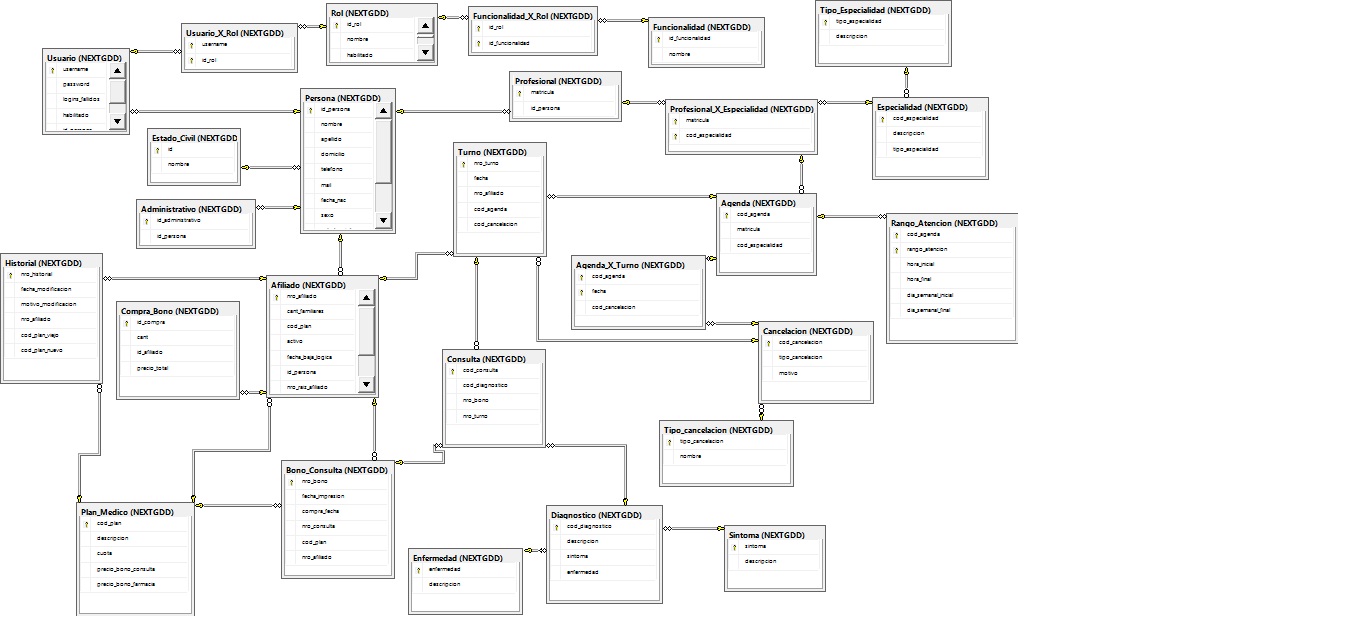 Rol (NEXTGDD)
id_rol
nombre
habilitado
Funcionalidad_X_Rol (NEXTGDD)
id_rol
id_funcionalidad
Funcionalidad (NEXTGDD)
id_funcionalidad
nombre
Tipo_Especialidad (NEXTGDD)
tipo_especialidad
descripcion
Usuario_X_Rol (NEXTGDD)
username
id_rol
Usuario (NEXTGDD)
username
password
logins_fallidos
habilitado
id_persona
Persona (NEXTGDD)
id_persona
nombre
apellido
domicilio
telefono
mail
fecha_nac
sexo
Profesional (NEXTGDD)
matricula
id_persona
Profesional_X_Especialidad (NEXTGDD)
matricula
cod_especialidad
Especialidad (NEXTGDD)
cod_especialidad
descripcion
tipo_especialidad
Estado_Civil (NEXTGDD
id
nombre
Administrativo (NEXTGDD)
id_administrativo
id_persona
Turno (NEXTGDD)
nro_turno
fecha
nro_afiliado
cod_agenda
cod_cancelacion
Agenda (NEXTGDD)
cod_agenda
matricula
cod_especialidad
Rango_Atencion (NEXTGDD)
cod_agenda
rango_atencion
hora_inicial
hora_final
dia_semanal_inicial
dia_semanal_final
Historial (NEXTGDD)
nro_historial
fecha_modificacion
motivo_modificacion
nro_afiliado
cod_plan_viejo
cod_plan_nuevo
Afiliado (NEXTGDD)
nro_afiliado
cant_familiares
cod_plan
activo
fecha_baja_logica
id_persona
nro_rais_afiliado
Agenda_X_Turno (NEXTGDD)
cod_agenda
fecha
cod_cancelacion
Compra_Bono (NEXTGDD)
id_compra
cant
id_afiliado
precio_total
Cancelacion (NEXTGDD)
cod_cancelacion
tipo_cancelacion
motivo
Consulta (NEXTGDD)
cod_consulta
cod_diagnostico
nro_bono
nro_turno
Tipo_cancelacion (NEXTGDD)
tipo_cancelacion
nombre
Bono_Consulta (NEXTGDD)
nro_bono
fecha_impresion
compra_fecha
nro_consulta
cod_plan
nro_afiliado
Plan_Medico (NEXTGDD)
cod_plan
descripcion
cuota
precio_bono_consulta
precio_bono_farmacia
Diagnostico (NEXTGDD)
cod_diagnostico
descripcion
sintoma
enfermedad
Sintoma (NEXTGDD)
sintoma
descripcion
Enfermedad (NEXTGDD)
enfermedad
descripcion